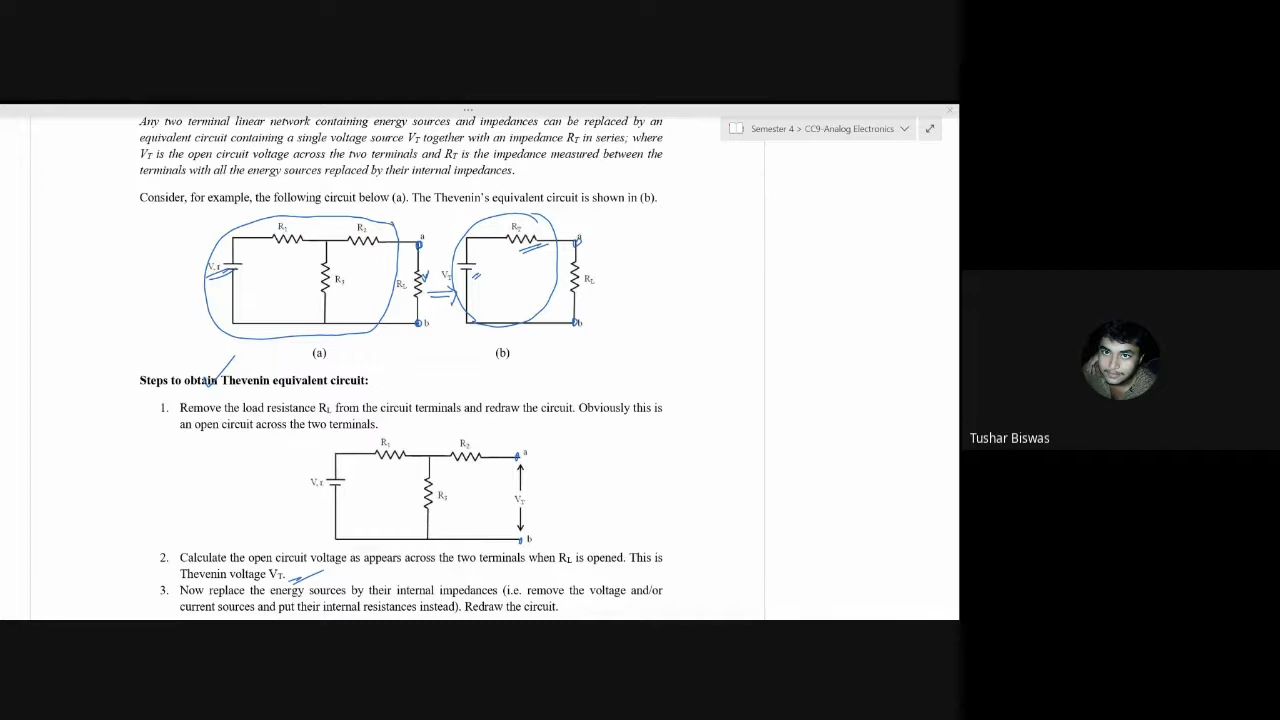 Any two terminal linear network containing energy sources and impedances can be replaced by an
equivalent circuit containing a single voltage source VT together with an impedance RT in series; where
VT is the open circuit voltage across the two terminals and RT is the impedance measured between the
terminals with all the energy sources replaced by their internal impedances.
Semester 4 > CC9-Analog Electronics
Consider, for example, the following circuit below (a). The Thevenin's equivalent circuit is shown in (b).
R1 R2 a RT a
V,r R3 RL VT RL
b b
(a) (b)
Steps to obtain Thevenin equivalent circuit:
1. Remove the load resistance RL from the circuit terminals and redraw the circuit. Obviously this is
an open circuit across the two terminals.
R1 R2 a
V,r R3 VT
b
2. Calculate the open circuit voltage as appears across the two terminals when RL is opened. This is
Thevenin voltage VT.
3. Now replace the energy sources by their internal impedances (i.e. remove the voltage and/or
current sources and put their internal resistances instead). Redraw the circuit.
Tushar Biswas